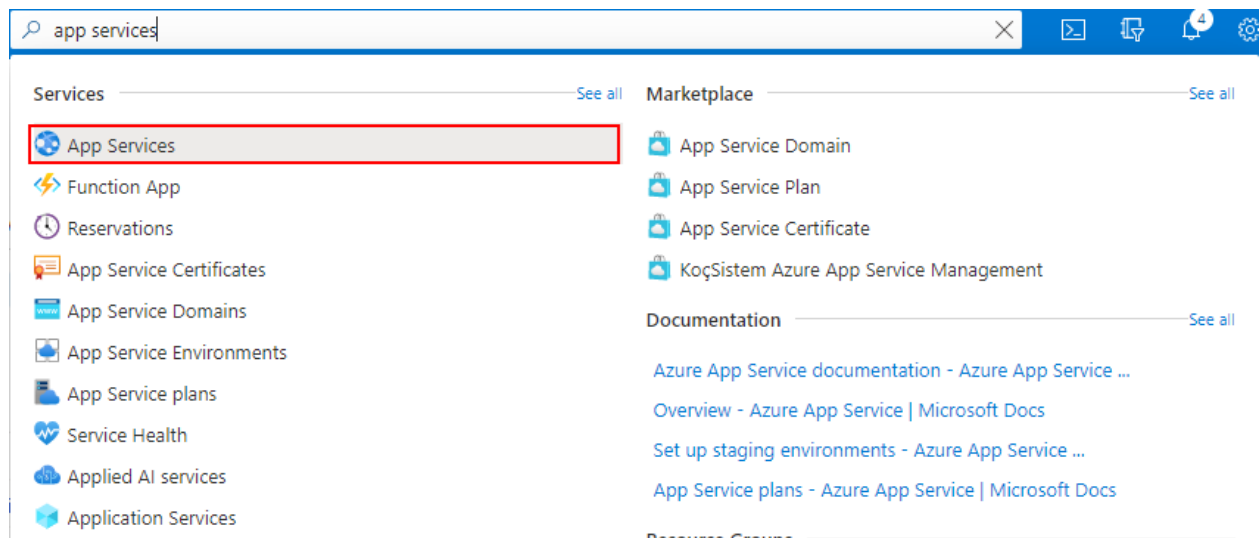 app services
4
Services
See all
App Services
Function App
Reservations
App Service Certificates
App Service Domains
App Service Environments
App Service plans
Service Health
Applied AI services
Application Services
Marketplace
See all
App Service Domain
App Service Plan
App Service Certificate
KoçSistem Azure App Service Management
Documentation
See all
Azure App Service documentation - Azure App Service ...
Overview - Azure App Service | Microsoft Docs
Set up staging environments - Azure App Service ...
App Service plans - Azure App Service | Microsoft Docs